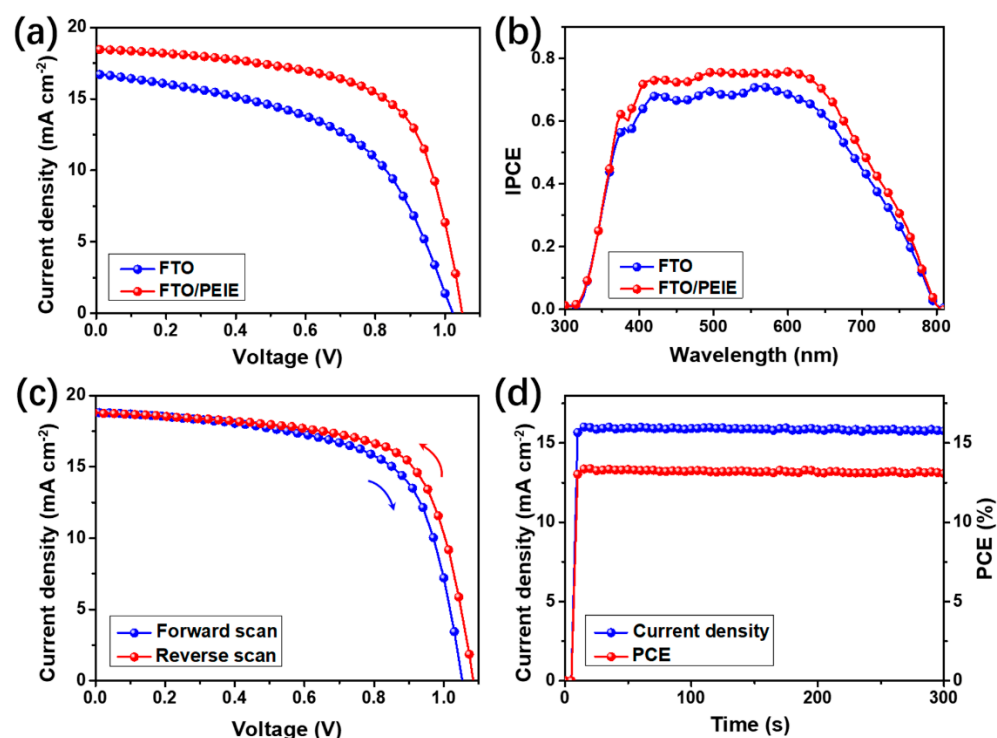 (a)
Current density (mA cm⁻²)
20
15
10
5
0
FTO
FTO/PEIE
0.0 0.2 0.4 0.6 0.8 1.0
Voltage (V)
(b)
IPCE
0.8
0.6
0.4
0.2
0.0
FTO
FTO/PEIE
300 400 500 600 700 800
Wavelength (nm)
(c)
Current density (mA cm⁻²)
20
15
10
5
0
Forward scan
Reverse scan
0.0 0.2 0.4 0.6 0.8 1.0
Voltage (V)
(d)
Current density (mA cm⁻²)
15
10
5
0
Current density
PCE
15
10
5
0
PCE (%)
0 100 200 300
Time (s)